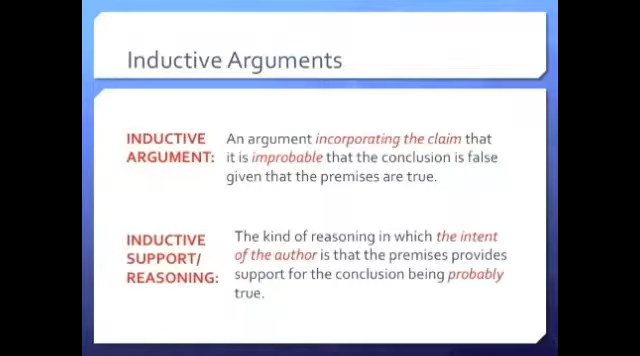 Inductive Arguments
INDUCTIVE ARGUMENT:
An argument incorporating the claim that
it is improbable that the conclusion is false
given that the premises are true.
INDUCTIVE SUPPORT/ REASONING:
The kind of reasoning in which the intent
of the author is that the premises provides
support for the conclusion being probably
true.